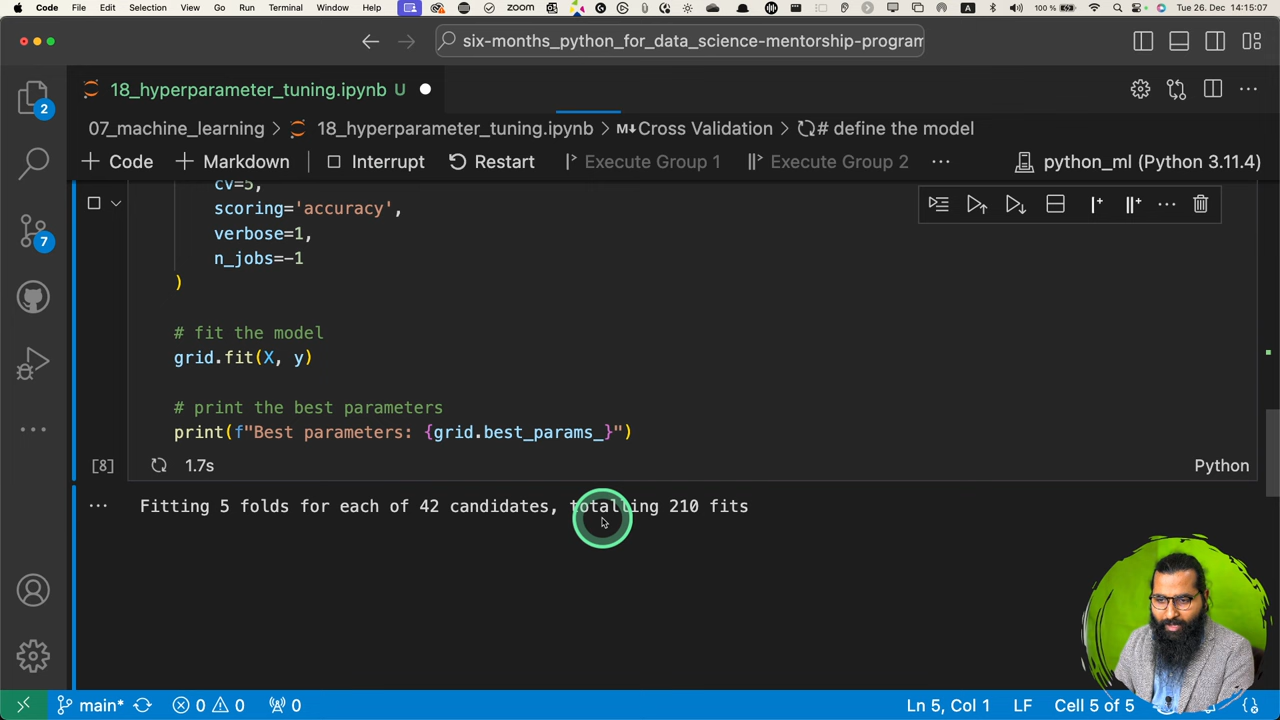 Code File Edit Selection View Go Run Terminal Window Help zoom A 100 % Tue 26. Dec 14:15:07
six-months_python_for_data_science-mentorship-program
18_hyperparameter_tuning.ipynb U
07_machine_learning > 18_hyperparameter_tuning.ipynb > M↓Cross Validation > # define the model
+ Code + Markdown Interrupt Restart Execute Group 1 Execute Group 2 ... python_ml (Python 3.11.4)
2
7
cv=5,
scoring='accuracy',
verbose=1,
n_jobs=-1
)
# fit the model
grid.fit(X, y)
# print the best parameters
print(f"Best parameters: {grid.best_params_}")
[8] 1.7s Python
... Fitting 5 folds for each of 42 candidates, totalling 210 fits
main* 0 0 0 Ln 5, Col 1 LF Cell 5 of 5